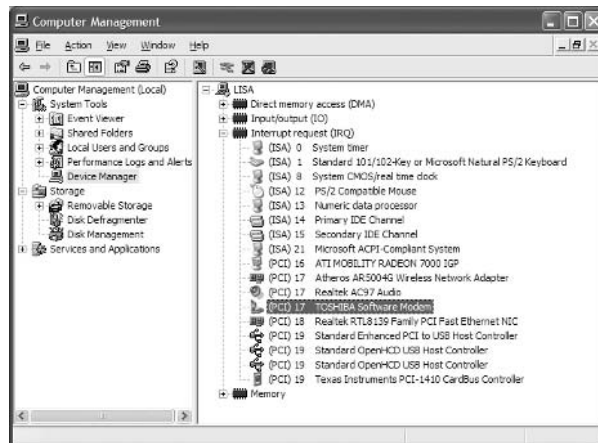 Computer Management
File Action View Window Help
Computer Management (Local)
System Tools
Event Viewer
Shared Folders
Local Users and Groups
Performance Logs and Alerts
Device Manager
Storage
Removable Storage
Disk Defragmenter
Disk Management
Services and Applications
LISA
Direct memory access (DMA)
Input/output (IO)
Interrupt request (IRQ)
(ISA) 0 System timer
(ISA) 1 Standard 101/102-Key or Microsoft Natural PS/2 Keyboard
(ISA) 8 System CMOS/real time clock
(ISA) 12 PS/2 Compatible Mouse
(ISA) 13 Numeric data processor
(ISA) 14 Primary IDE Channel
(ISA) 15 Secondary IDE Channel
(ISA) 21 Microsoft ACPI-Compliant System
(PCI) 16 ATI MOBILITY RADEON 7000 IGP
(PCI) 17 Atheros AR5004G Wireless Network Adapter
(PCI) 17 Realtek AC97 Audio
(PCI) 17 TOSHIBA Software Modem
(PCI) 18 Realtek RTL8139 Family PCI Fast Ethernet NIC
(PCI) 19 Standard Enhanced PCI to USB Host Controller
(PCI) 19 Standard OpenHCD USB Host Controller
(PCI) 19 Standard OpenHCD USB Host Controller
(PCI) 19 Texas Instruments PCI-1410 CardBus Controller
Memory